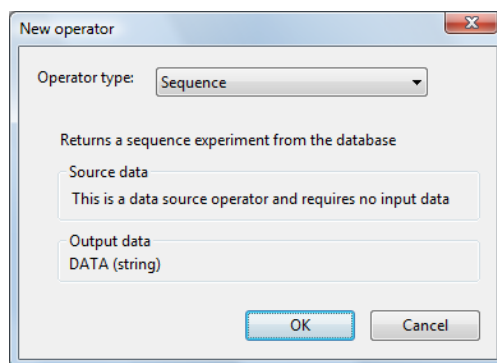 New operator
Operator type: Sequence
Returns a sequence experiment from the database
Source data
This is a data source operator and requires no input data
Output data
DATA (string)
OK Cancel